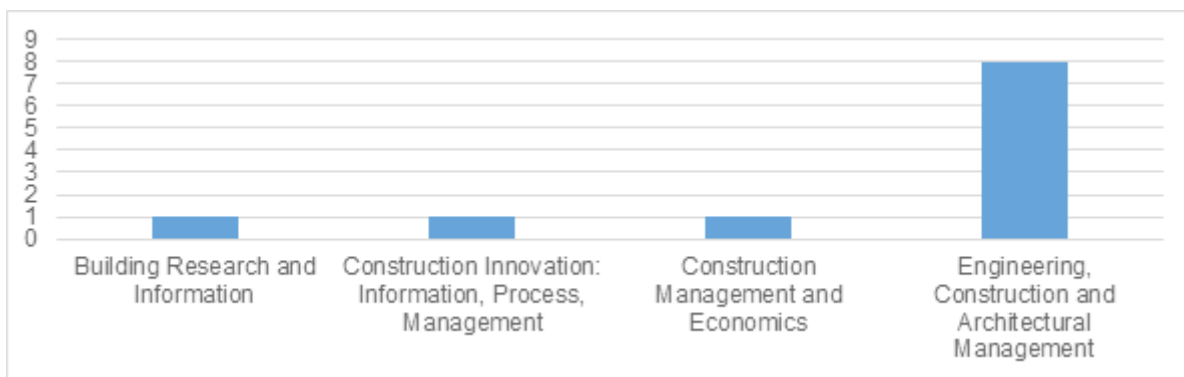 9
8
7
6
5
4
3
2
1
0
Building Research and
Information
Construction Innovation:
Information, Process,
Management
Construction
Management and
Economics
Engineering,
Construction and
Architectural
Management